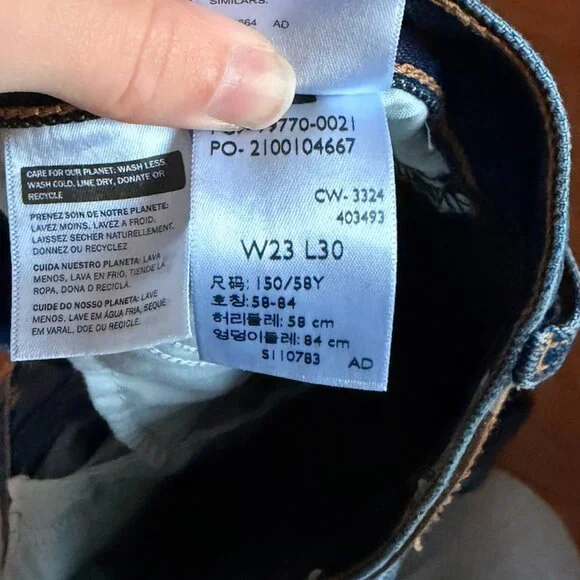 SIMILARS.
664 AD
79770-0021
PO- 2100104667
CW- 3324
403493
W23 L30
尺码: 150/58Y
호칭:58-84
허리둘레: 58 cm
엉덩이둘레: 84 cm
S110783 AD
CARE FOR OUR PLANET: WASH LESS,
WASH COLD, LINE DRY, DONATE OR
RECYCLE
PRENEZ SOIN DE NOTRE PLANÈTE:
LAVEZ MOINS, LAVEZ A FROID,
LAISSEZ SECHER NATURELLEMENT,
DONNEZ OU RECYCLEZ
CUIDA NUESTRO PLANETA: LAVA
MENOS, LAVA EN FRIO, TIENDE LA
ROPA, DONA O RECICLA.
CUIDE DO NOSSO PLANETA: LAVE
MENOS, LAVE EM ÁGUA FRIA, SEQUE
EM VARAL, DOE OU RECICLE.